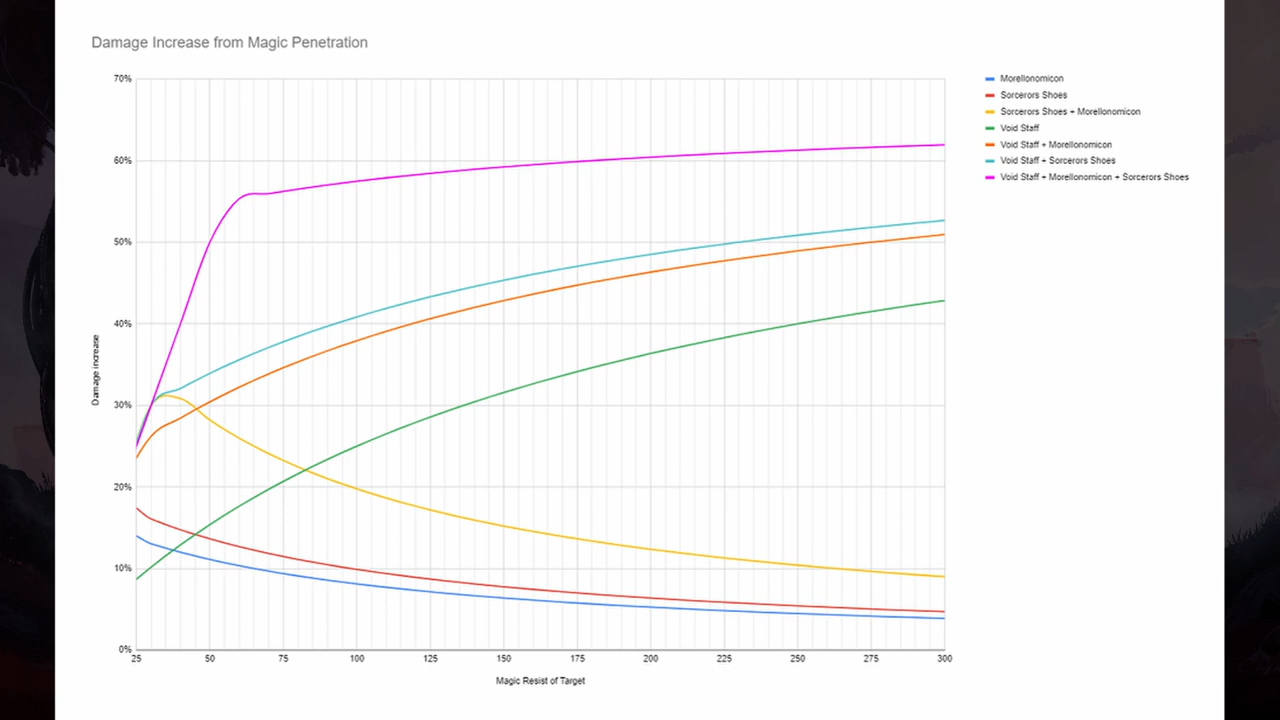 Damage Increase from Magic Penetration
70%
60%
50%
40%
30%
20%
10%
0%
Damage increase
25 50 75 100 125 150 175 200 225 250 275 300
Magic Resist of Target
Morellonomicon
Sorcerors Shoes
Sorcerors Shoes + Morellonomicon
Void Staff
Void Staff + Morellonomicon
Void Staff + Sorcerors Shoes
Void Staff + Morellonomicon + Sorcerors Shoes